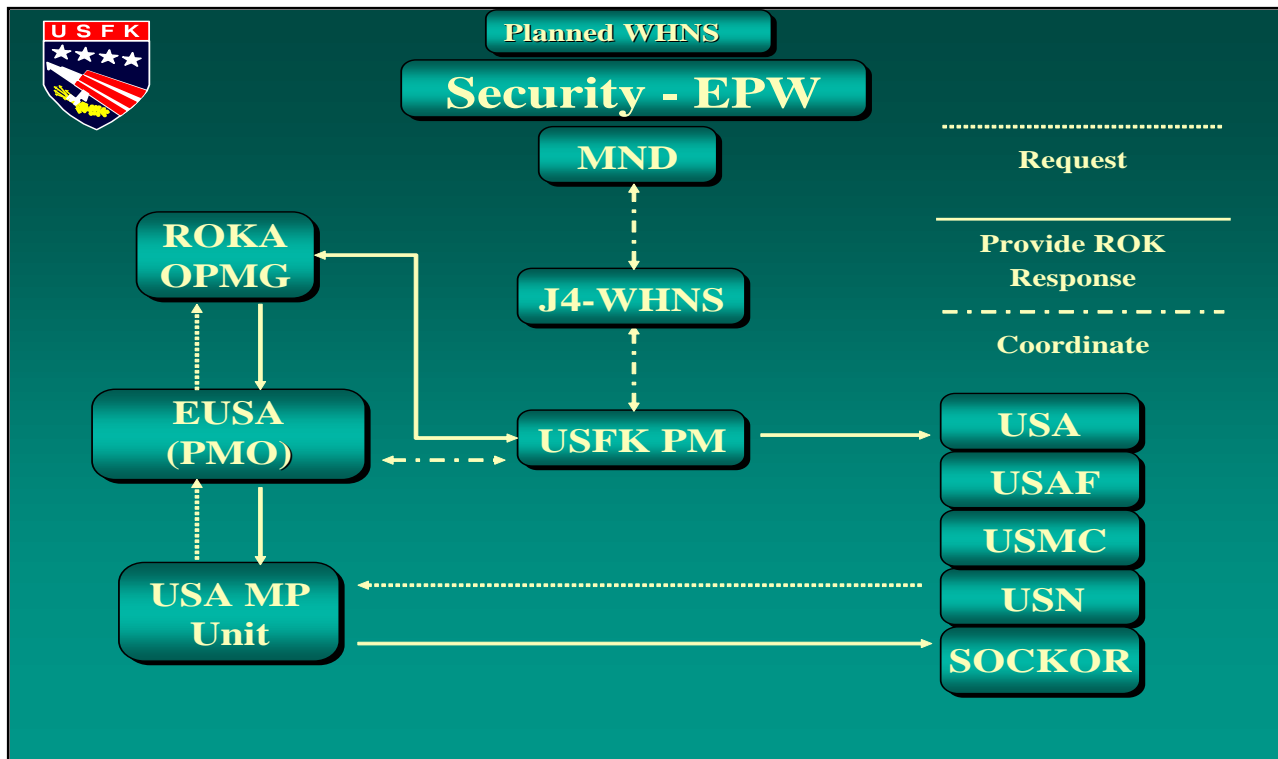 USFK
Planned WHNS
Security - EPW
MND
Request
ROKA
OPMG
Provide ROK
Response
J4-WHNS
Coordinate
EUSA
(PMO)
USFK PM
USA
USAF
USMC
USA MP
Unit
USN
SOCKOR